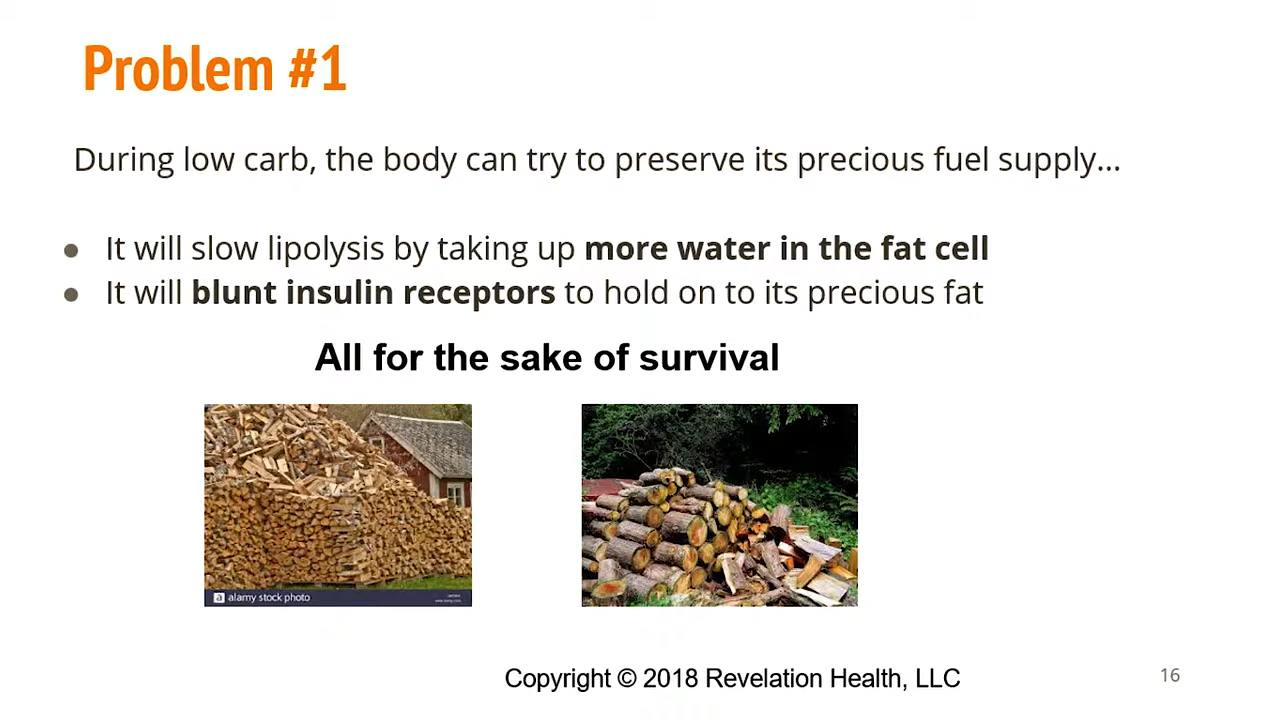 Problem #1
During low carb, the body can try to preserve its precious fuel supply...
● It will slow lipolysis by taking up more water in the fat cell
● It will blunt insulin receptors to hold on to its precious fat
All for the sake of survival
a alamy stock photo
Copyright © 2018 Revelation Health, LLC
16